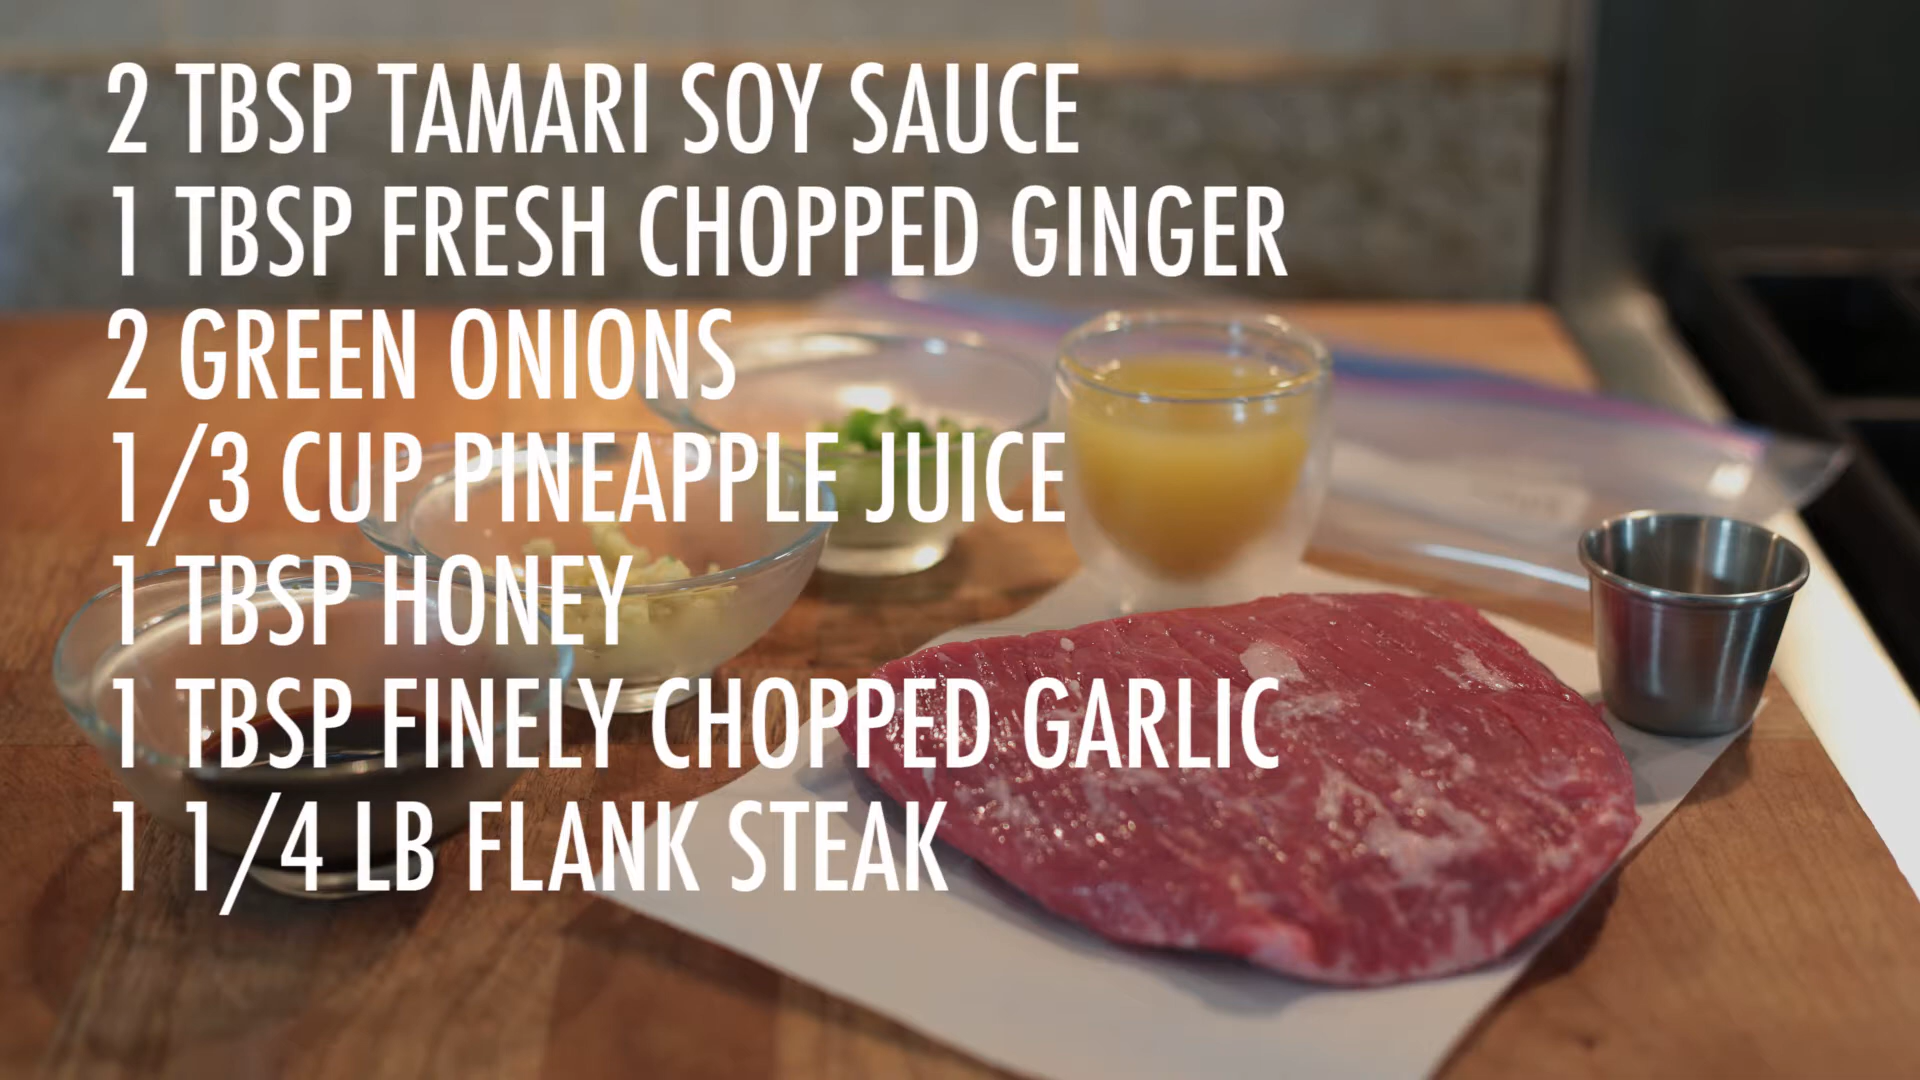 2 TBSP TAMARI SOY SAUCE
1 TBSP FRESH CHOPPED GINGER
2 GREEN ONIONS
1/3 CUP PINEAPPLE JUICE
1 TBSP HONEY
1 TBSP FINELY CHOPPED GARLIC
1 1/4 LB FLANK STEAK